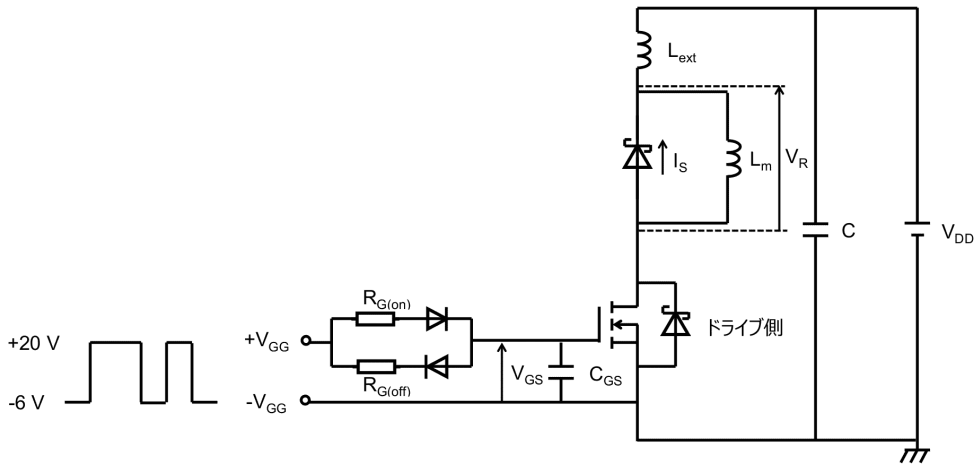 L_ext
I_S
L_m
V_R
C
V_DD
R_G(on)
ドライブ側
+20 V
+V_GG
V_GS
C_GS
R_G(off)
-6 V
-V_GG